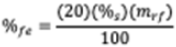 %fe = (20)(%s)(mrf) / 100